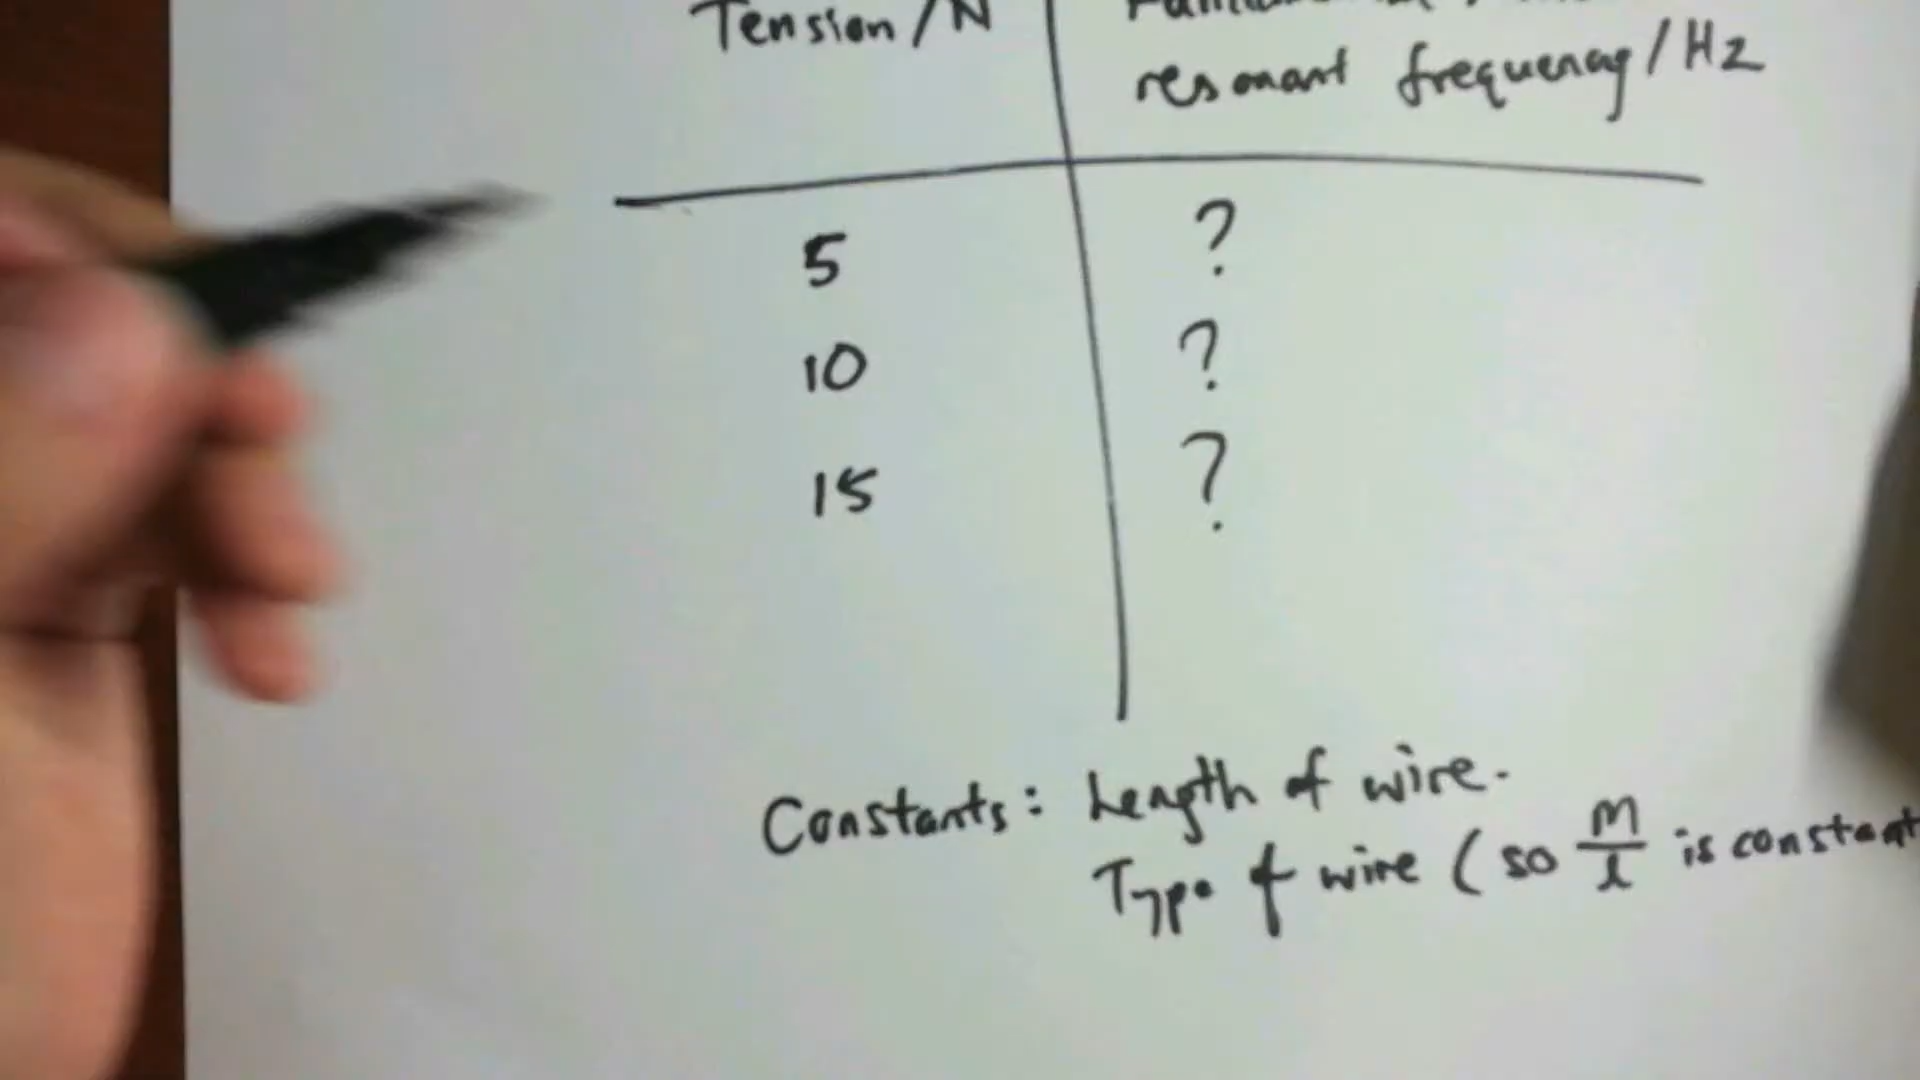 Tension/N
resonant frequency/Hz
5 ?
10 ?
15 ?
Constants: Length of wire.
Type of wire (so m/l is constant